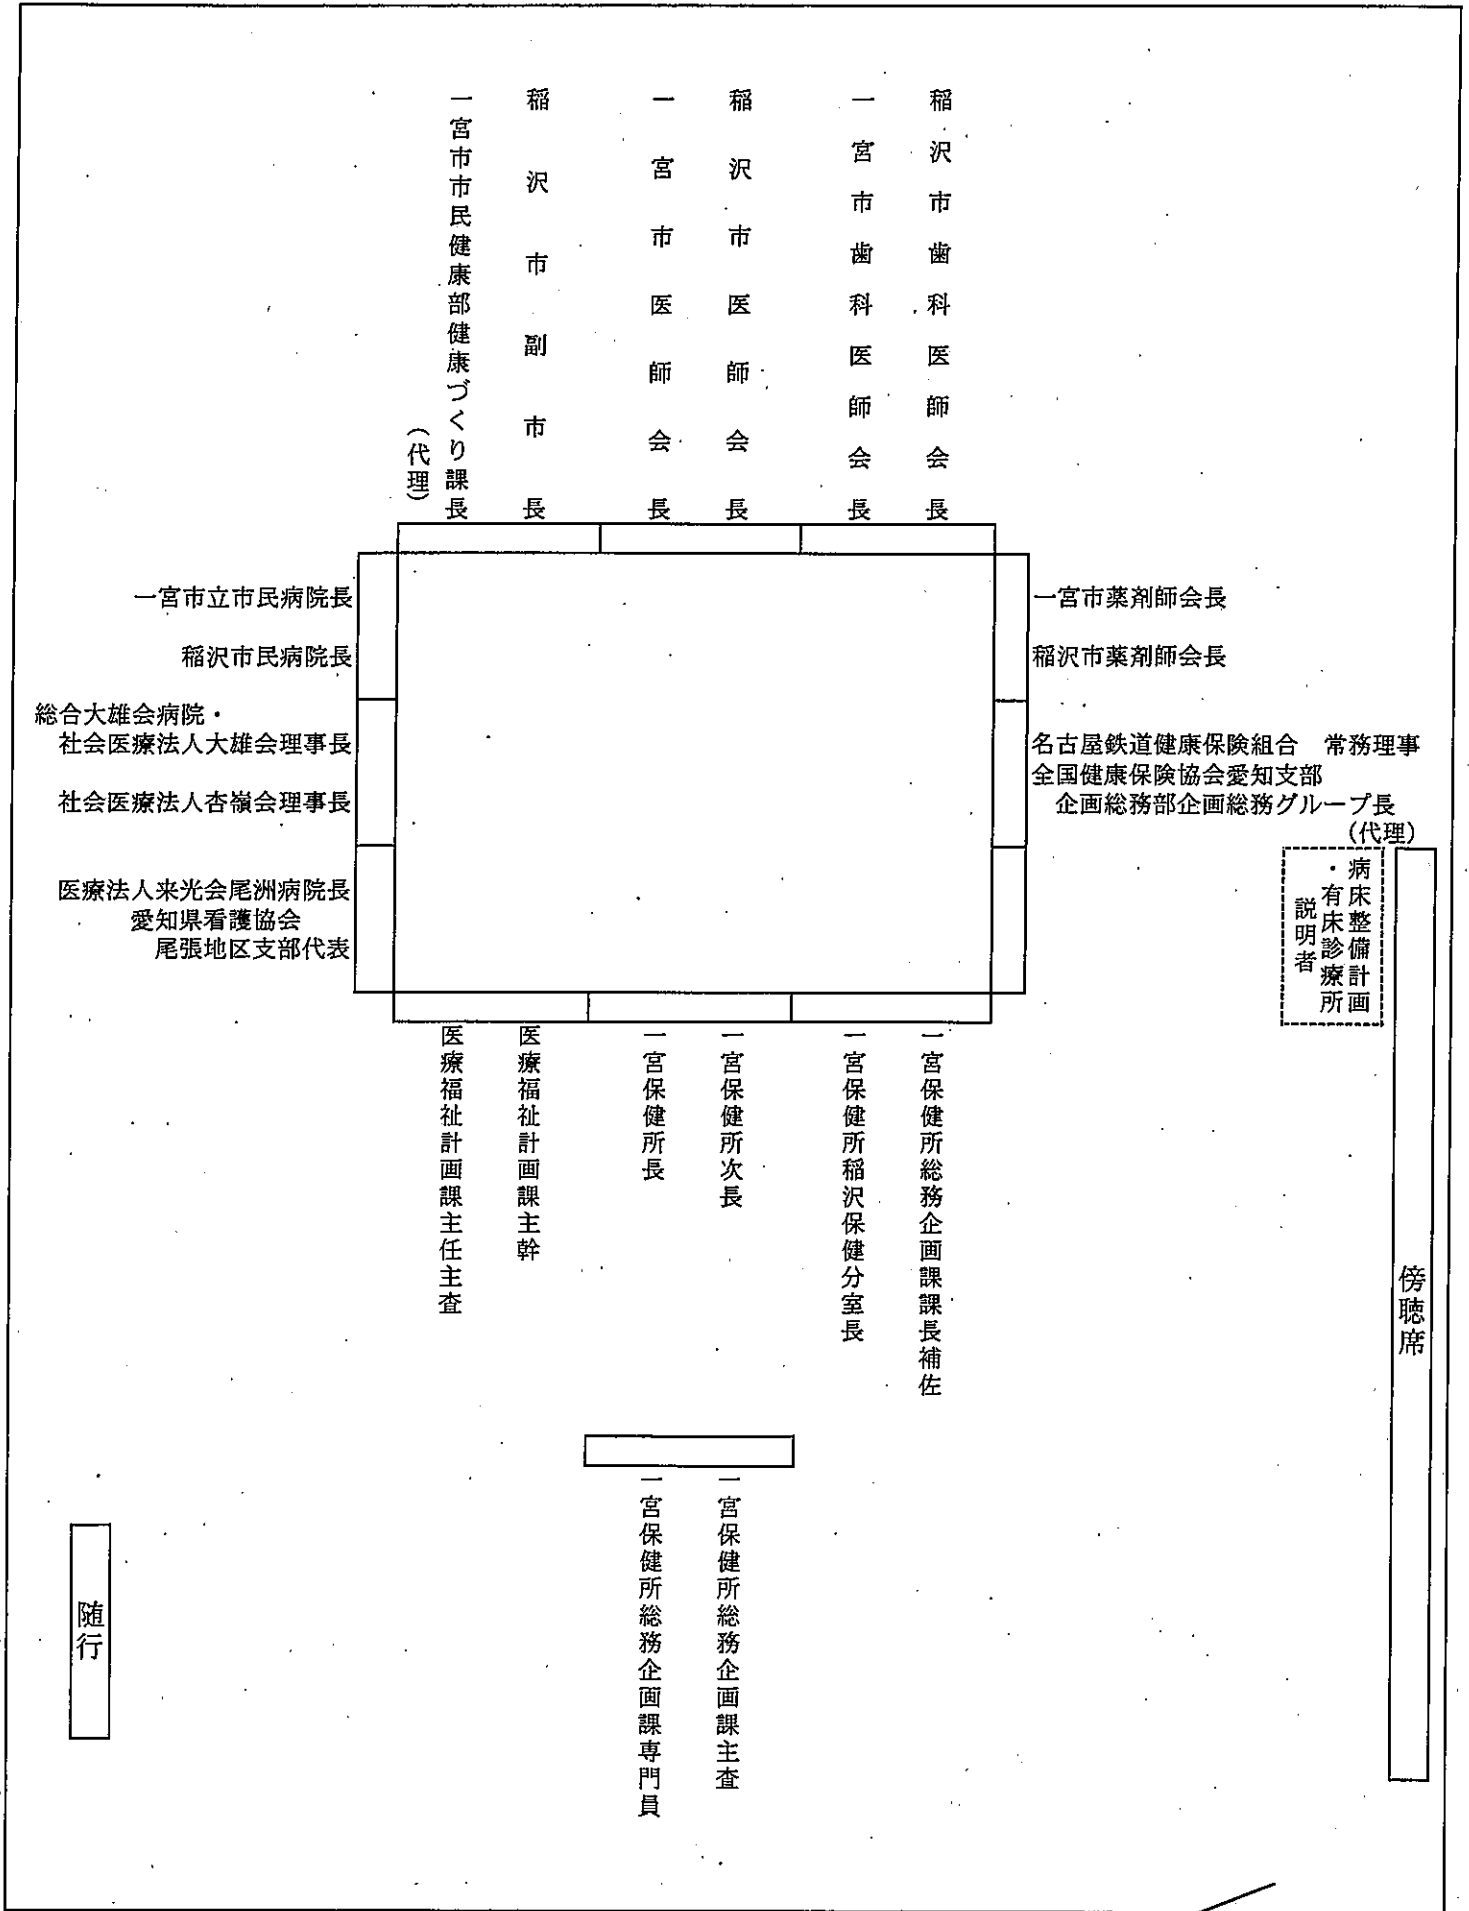 稲沢市歯科医師会長
一宮市歯科医師会長
稲沢市医師会長
一宮市医師会長
稲沢市副市長
一宮市市民健康部健康づくり課長
（代理）
一宮市立市民病院長
稲沢市民病院長
総合大雄会病院・
社会医療法人大雄会理事長
社会医療法人杏嶺会理事長
医療法人来光会尾洲病院長
愛知県看護協会
尾張地区支部代表
一宮市薬剤師会長
稲沢市薬剤師会長
名古屋鉄道健康保険組合　常務理事
全国健康保険協会愛知支部
企画総務部企画総務グループ長
（代理）
病床整備計画
・有床診療所
説明者
傍聴席
一宮保健所総務企画課課長補佐
一宮保健所稲沢保健分室長
一宮保健所次長
一宮保健所長
医療福祉計画課主幹
医療福祉計画課主任主査
一宮保健所総務企画課主査
一宮保健所総務企画課専門員
随行